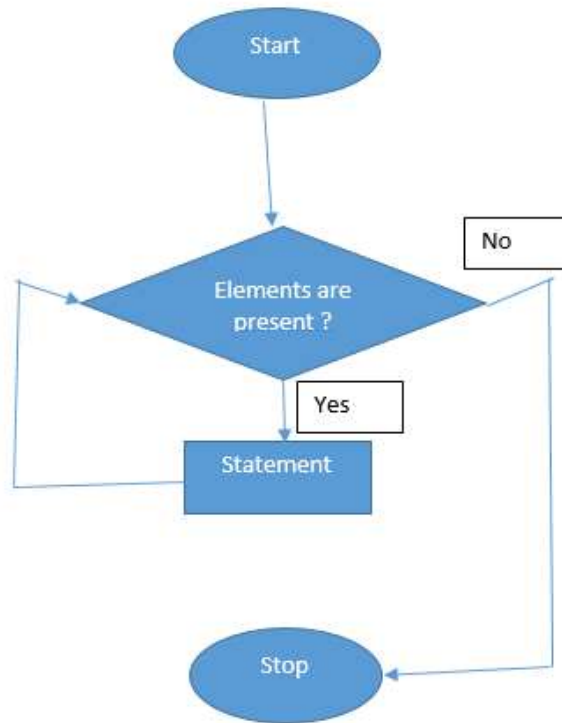 Start
No
Elements are
present ?
Yes
Statement
Stop